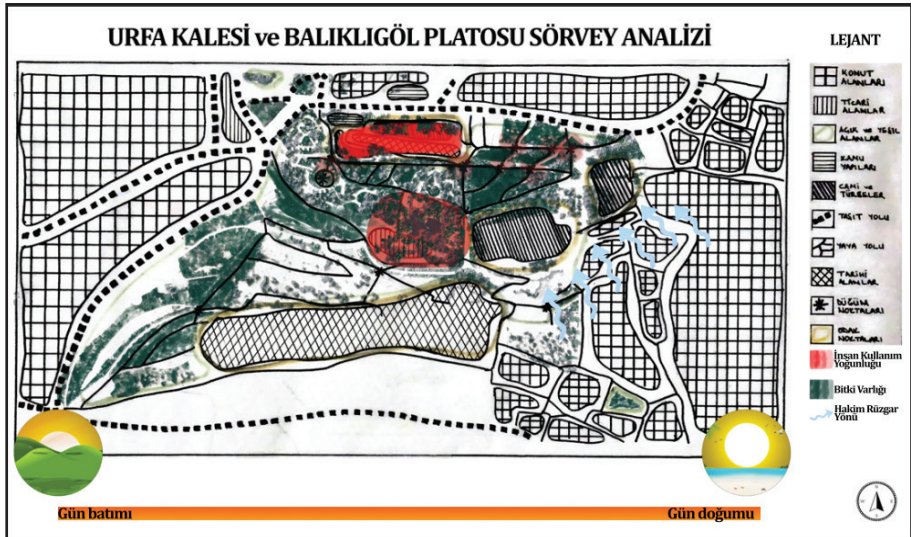 URFA KALESİ ve BALIKLIGÖL PLATOSU SÖRVEY ANALİZİ
LEJANT
KONUT
ALANLARI
TİCARİ
ALANLAR
AÇIK ve YEŞİL
ALANLAR
KAMU
YAPILARI
CAMİ ve
TÜRBELER
TAŞIT YOLU
YAYA YOLU
TARİHİ
ALANLAR
DÜĞÜM
NOKTALARI
ODAK
NOKTALARI
İnsan Kullanım
Yoğunluğu
Bitki Varlığı
Hakim Rüzgar
Yönü
Gün batımı
Gün doğumu
N